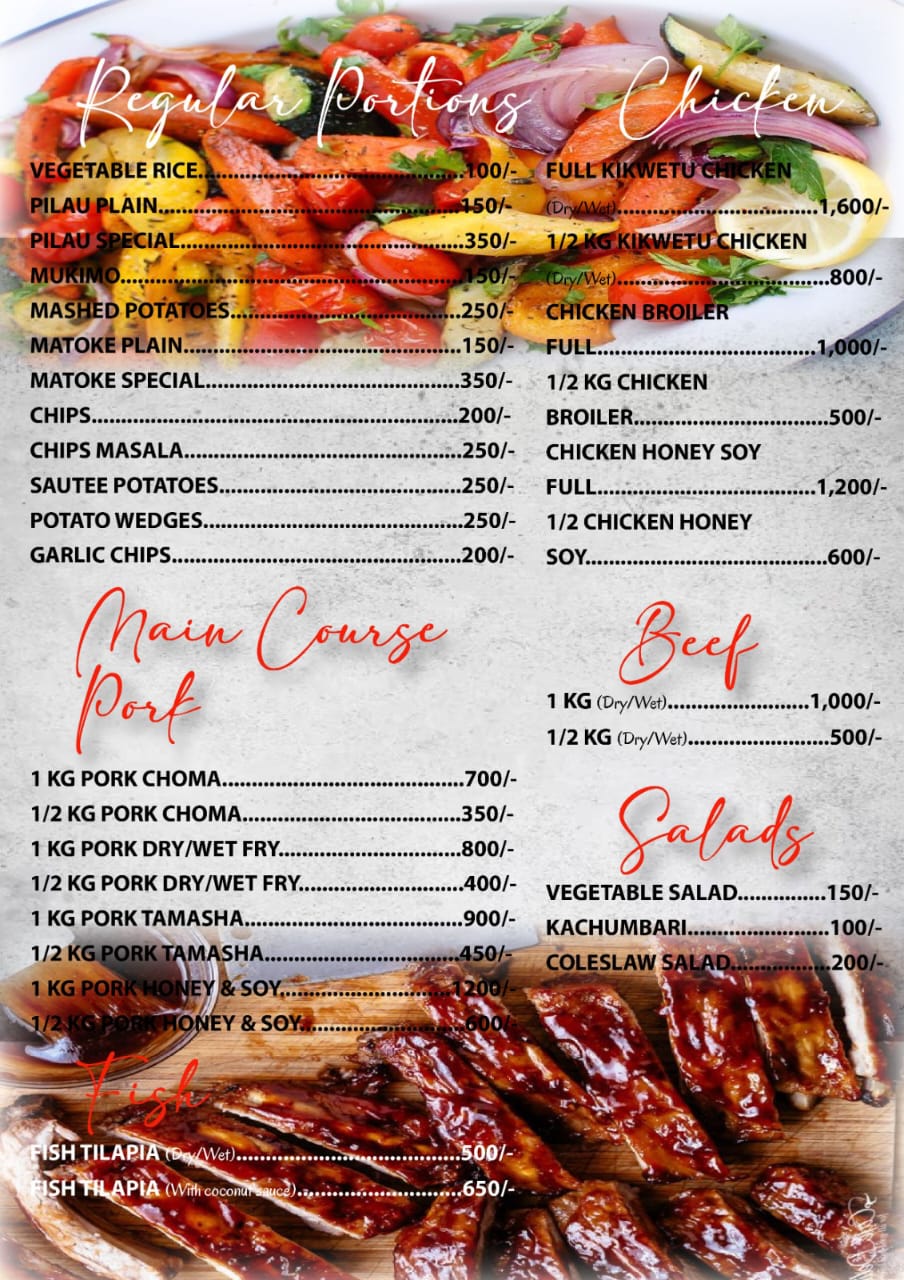 Regular Portions
VEGETABLE RICE..............................................100/-
PILAU PLAIN....................................................150/-
PILAU SPECIAL.................................................350/-
MUKIMO..........................................................150/-
MASHED POTATOES........................................250/-
MATOKE PLAIN................................................150/-
MATOKE SPECIAL............................................350/-
CHIPS...............................................................200/-
CHIPS MASALA................................................250/-
SAUTEE POTATOES..........................................250/-
POTATO WEDGES.............................................250/-
GARLIC CHIPS..................................................200/-
Chicken
FULL KIKWETU CHICKEN
(Dry/Wet)...................................1,600/-
1/2 KG KIKWETU CHICKEN
(Dry/Wet).....................................800/-
CHICKEN BROILER
FULL......................................1,000/-
1/2 KG CHICKEN
BROILER..................................500/-
CHICKEN HONEY SOY
FULL......................................1,200/-
1/2 CHICKEN HONEY
SOY..........................................600/-
Main Course
Pork
1 KG PORK CHOMA..........................................700/-
1/2 KG PORK CHOMA......................................350/-
1 KG PORK DRY/WET FRY................................800/-
1/2 KG PORK DRY/WET FRY............................400/-
1 KG PORK TAMASHA......................................900/-
1/2 KG PORK TAMASHA..................................450/-
1 KG PORK HONEY & SOY..............................1200/-
1/2 KG PORK HONEY & SOY............................600/-
Fish
FISH TILAPIA (Dry/Wet).......................................500/-
FISH TILAPIA (With coconut sauce)............................650/-
Beef
1 KG (Dry/Wet).........................1,000/-
1/2 KG (Dry/Wet).........................500/-
Salads
VEGETABLE SALAD...............150/-
KACHUMBARI.........................100/-
COLESLAW SALAD.................200/-